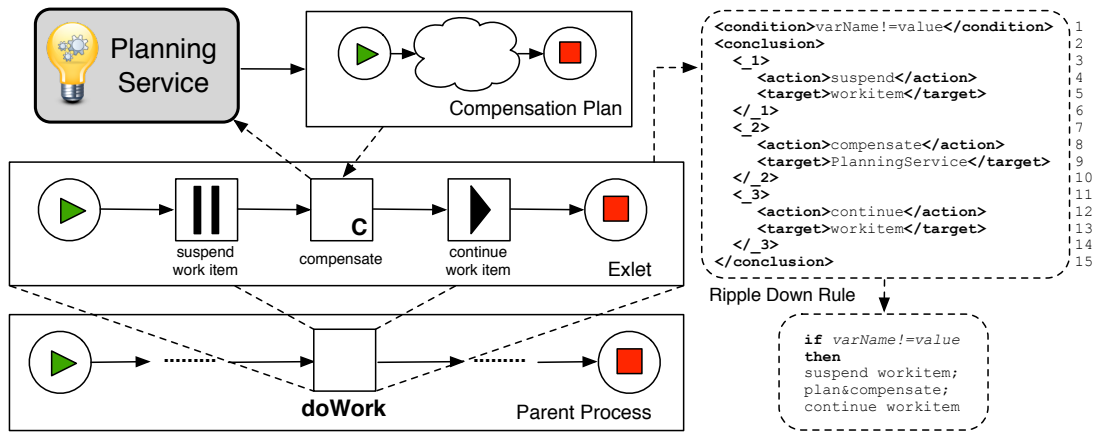 Planning
Service
Compensation Plan
C
suspend
work item
compensate
continue
work item
Exlet
doWork
Parent Process
<condition>varName!=value</condition> 1
<conclusion> 2
<_1> 3
<action>suspend</action> 4
<target>workitem</target> 5
</_1> 6
<_2> 7
<action>compensate</action> 8
<target>PlanningService</target> 9
</_2> 10
<_3> 11
<action>continue</action> 12
<target>workitem</target> 13
</_3> 14
</conclusion> 15
Ripple Down Rule
if varName!=value
then
suspend workitem;
plan&compensate;
continue workitem